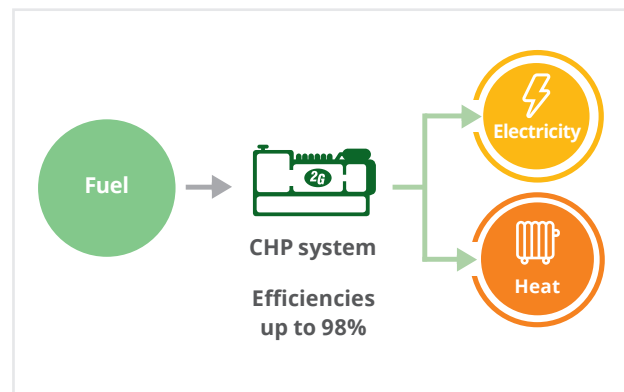 Fuel
2G
CHP system
Efficiencies
up to 98%
Electricity
Heat